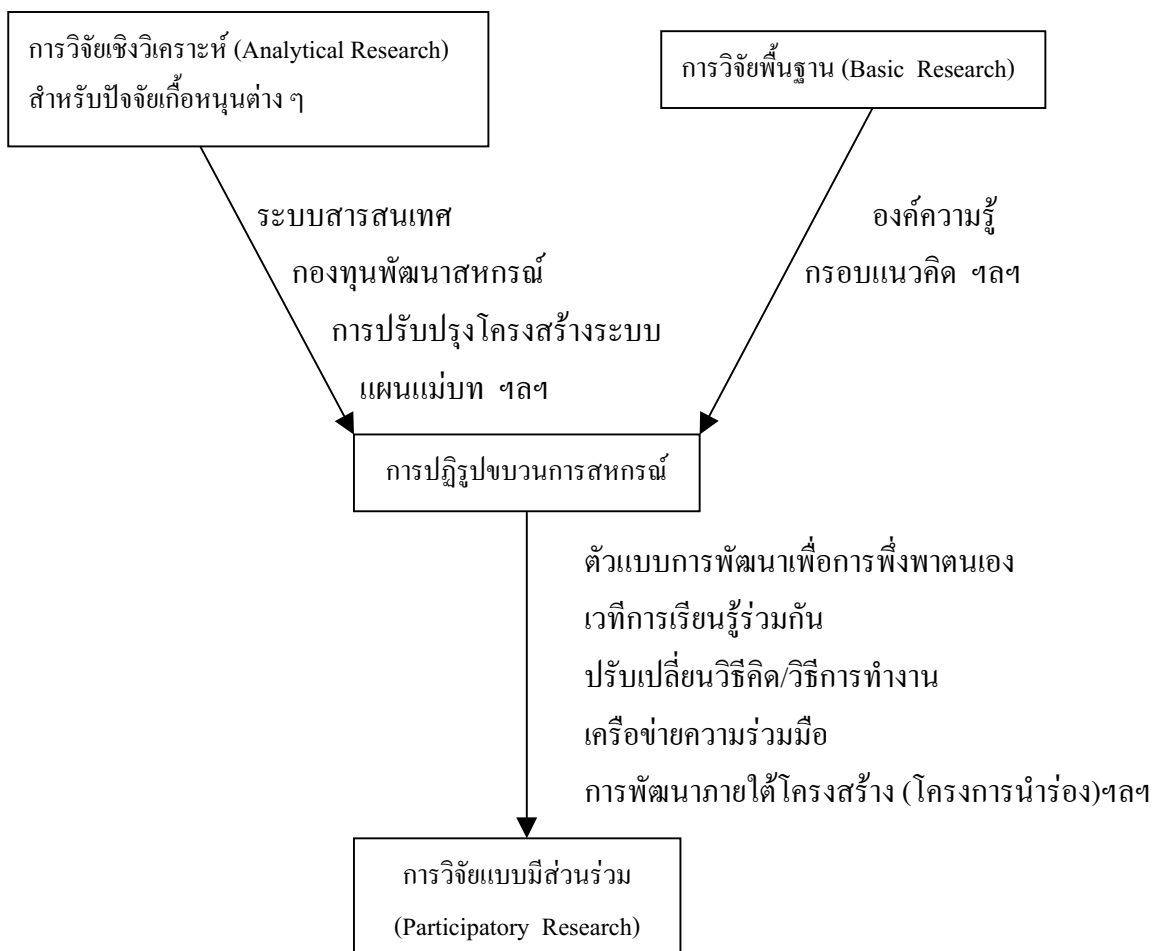 การวิจัยเชิงวิเคราะห์ (Analytical Research)
สำหรับปัจจัยเกื้อหนุนต่าง ๆ
การวิจัยพื้นฐาน (Basic Research)
ระบบสารสนเทศ
กองทุนพัฒนาสหกรณ์
การปรับปรุงโครงสร้างระบบ
แผนแม่บท ฯลฯ
องค์ความรู้
กรอบแนวคิด ฯลฯ
การปฏิรูปขบวนการสหกรณ์
ตัวแบบการพัฒนาเพื่อการพึ่งพาตนเอง
เวทีการเรียนรู้ร่วมกัน
ปรับเปลี่ยนวิธีคิด/วิธีการทำงาน
เครือข่ายความร่วมมือ
การพัฒนาภายใต้โครงสร้าง (โครงการนำร่อง)ฯลฯ
การวิจัยแบบมีส่วนร่วม
(Participatory Research)